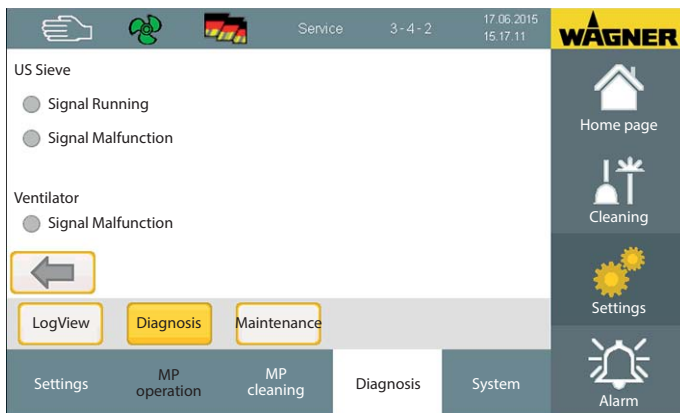 Service 3-4-2 17.06.2015
15.17.11
WAGNER
US Sieve
Signal Running
Signal Malfunction
Ventilator
Signal Malfunction
LogView Diagnosis Maintenance
Settings MP operation MP cleaning Diagnosis System
Home page
Cleaning
Settings
Alarm